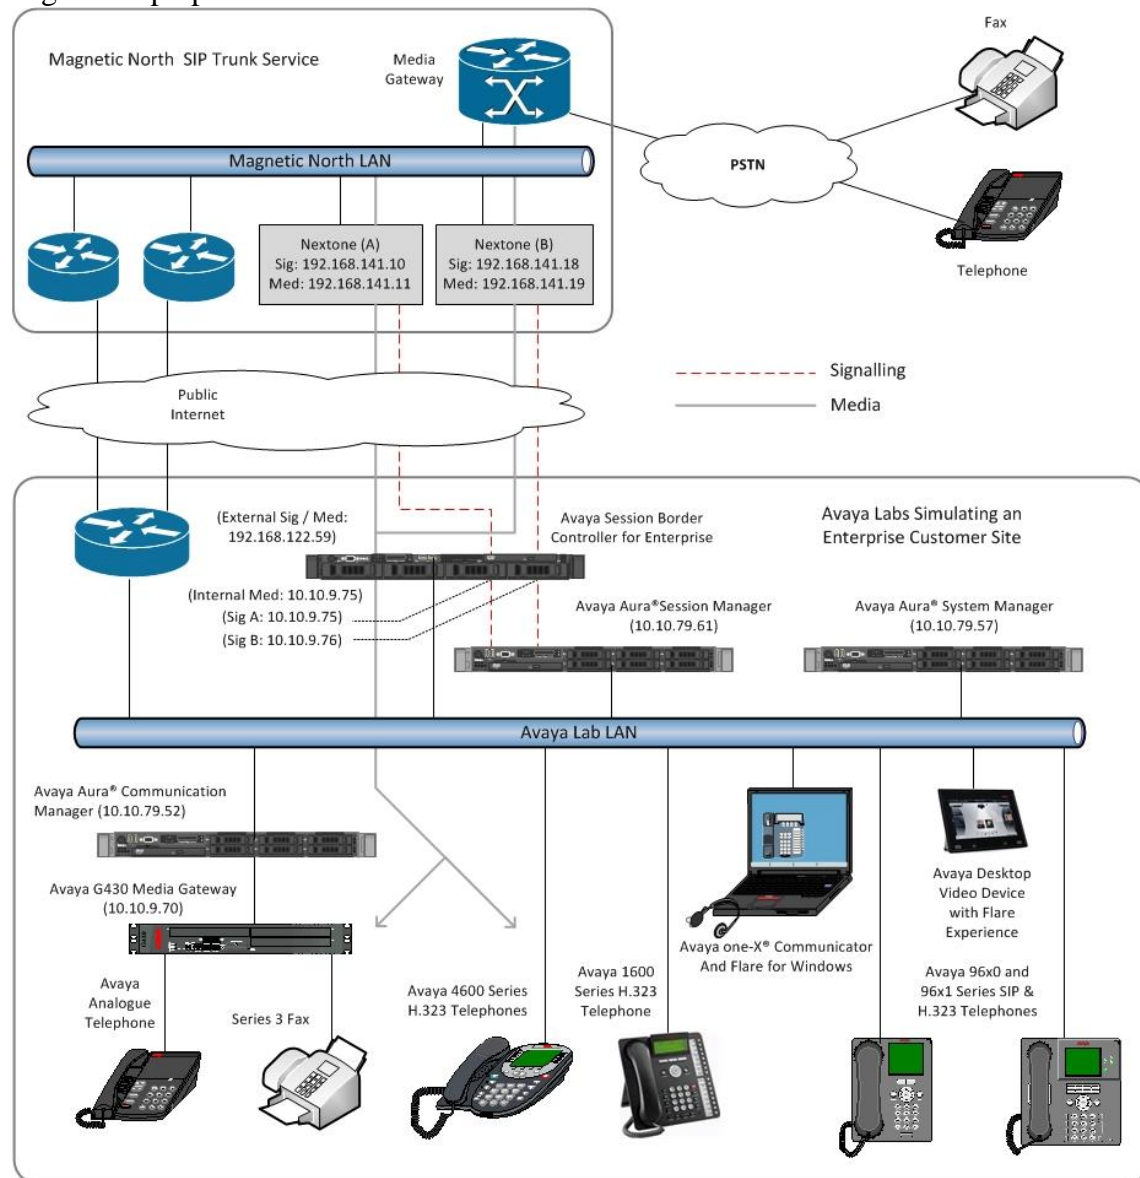 Magnetic North SIP Trunk Service
Media
Gateway
Fax
Magnetic North LAN
PSTN
Nextone (A)
Sig: 192.168.141.10
Med: 192.168.141.11
Nextone (B)
Sig: 192.168.141.18
Med: 192.168.141.19
Telephone
Signalling
Media
Public
Internet
(External Sig / Med:
192.168.122.59)
Avaya Session Border
Controller for Enterprise
Avaya Labs Simulating an
Enterprise Customer Site
(Internal Med: 10.10.9.75)
(Sig A: 10.10.9.75)
(Sig B: 10.10.9.76)
Avaya Aura®Session Manager
(10.10.79.61)
Avaya Aura® System Manager
(10.10.79.57)
Avaya Lab LAN
Avaya Aura® Communication
Manager (10.10.79.52)
Avaya G430 Media Gateway
(10.10.9.70)
Avaya
Analogue
Telephone
Series 3 Fax
Avaya 4600 Series
H.323 Telephones
Avaya 1600
Series H.323
Telephone
Avaya one-X® Communicator
And Flare for Windows
Avaya Desktop
Video Device
with Flare
Experience
Avaya 96x0 and
96x1 Series SIP &
H.323 Telephones